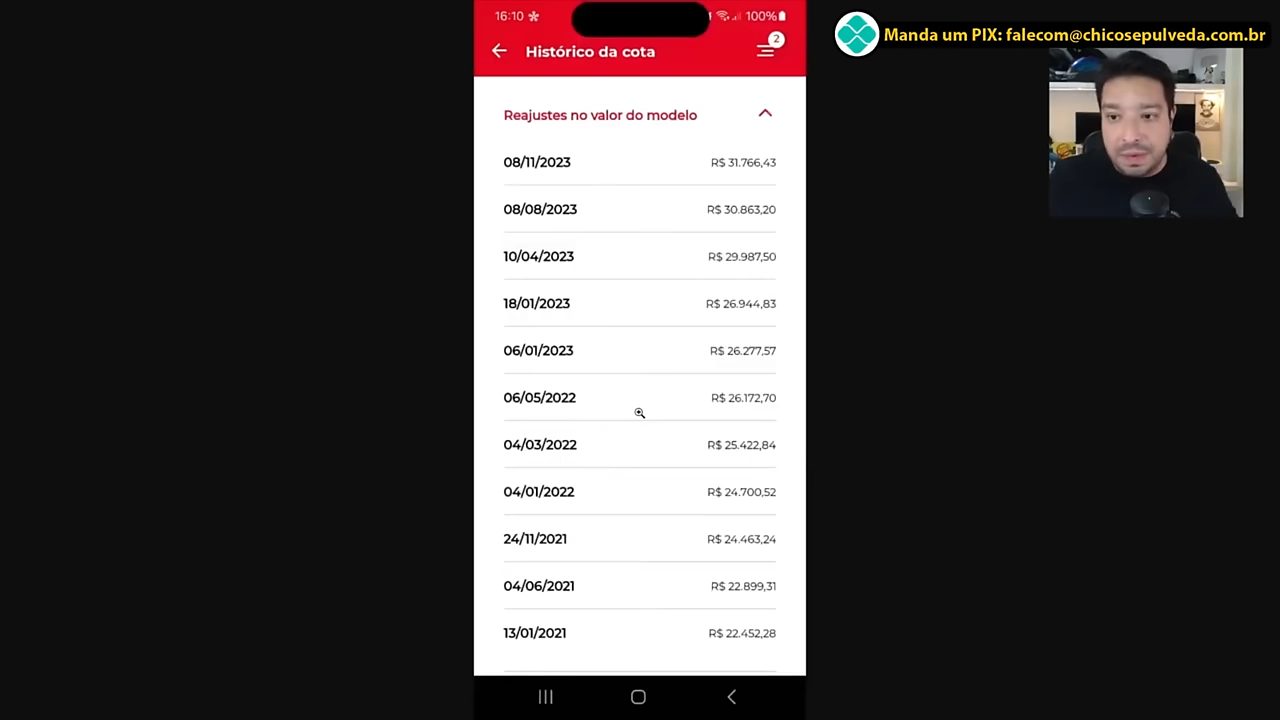 16:10
100%
2
Histórico da cota
Manda um PIX: falecom@chicosepulveda.com.br
Reajustes no valor do modelo
08/11/2023 R$ 31.766,43
08/08/2023 R$ 30.863,20
10/04/2023 R$ 29.987,50
18/01/2023 R$ 26.944,83
06/01/2023 R$ 26.277,57
06/05/2022 R$ 26.172,70
04/03/2022 R$ 25.422,84
04/01/2022 R$ 24.700,52
24/11/2021 R$ 24.463,24
04/06/2021 R$ 22.899,31
13/01/2021 R$ 22.452,28